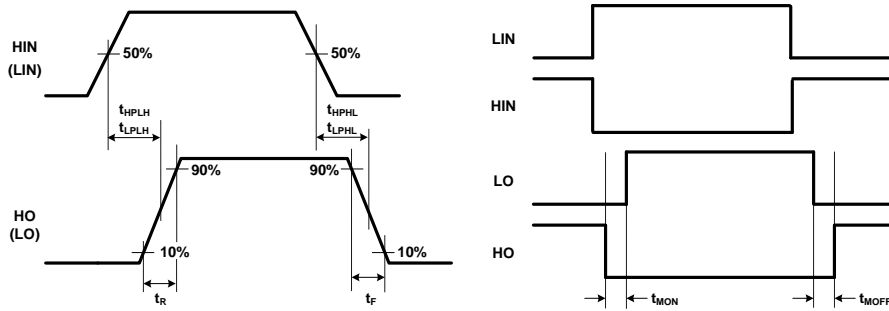 HIN
(LIN)
50%
50%
tHPLH
tLPLH
tHPHL
tLPHL
HO
(LO)
90%
90%
10%
10%
tR
tF
LIN
HIN
LO
HO
tMON
tMOFF